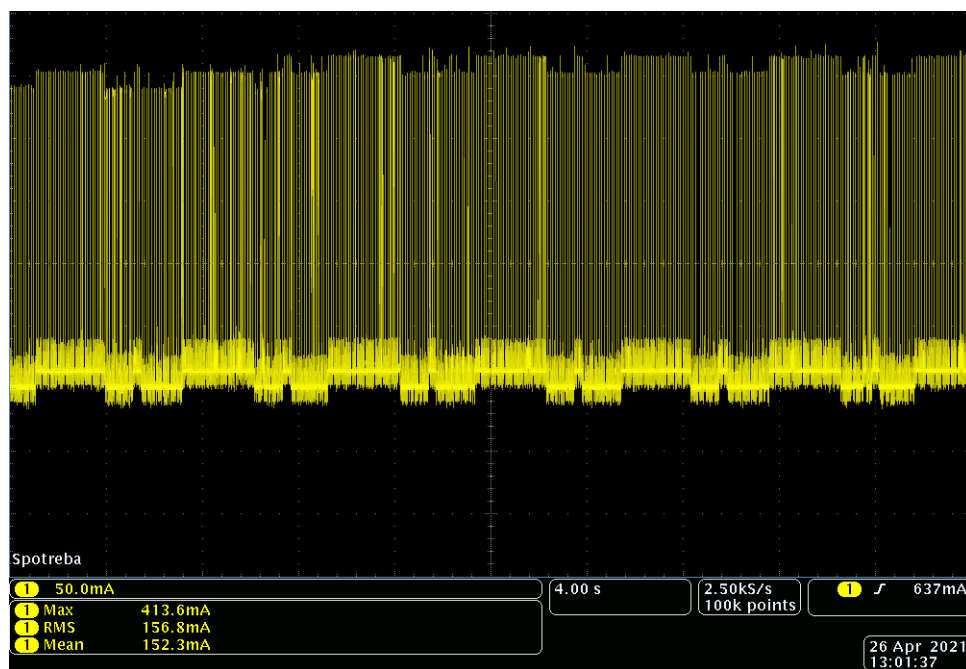 Spotreba
1 50.0mA 4.00 s 2.50kS/s 100k points 1 637mA
1 Max 413.6mA
1 RMS 156.8mA
1 Mean 152.3mA
26 Apr 2021
13:01:37